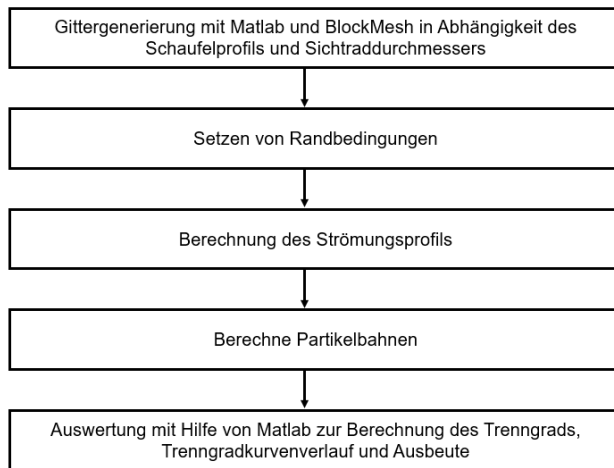 Gittergenerierung mit Matlab und BlockMesh in Abhängigkeit des
Schaufelprofils und Sichtraddurchmessers
Setzen von Randbedingungen
Berechnung des Strömungsprofils
Berechne Partikelbahnen
Auswertung mit Hilfe von Matlab zur Berechnung des Trenngrads,
Trenngradkurvenverlauf und Ausbeute